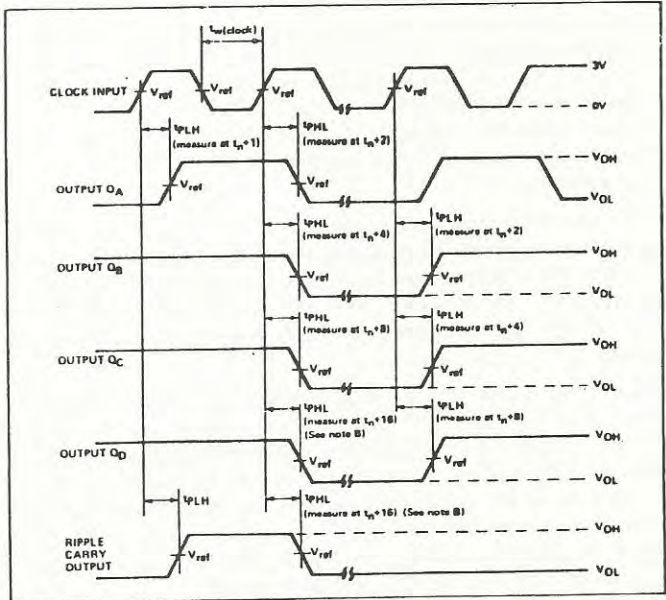 tw(clock)
3V
CLOCK INPUT
Vref
Vref
Vref
Vref
0V
tPLH
(measure at tn+1)
tPHL
(measure at tn+2)
VOH
OUTPUT QA
Vref
Vref
VOL
tPHL
(measure at tn+4)
tPLH
(measure at tn+2)
OUTPUT QB
VOH
Vref
Vref
VOL
tPHL
(measure at tn+8)
tPLH
(measure at tn+4)
OUTPUT QC
VOH
Vref
Vref
VOL
tPHL
(measure at tn+16)
(See note B)
tPLH
(measure at tn+8)
OUTPUT QD
VOH
Vref
Vref
VOL
tPLH
tPHL
(measure at tn+16) (See note B)
RIPPLE
CARRY
OUTPUT
VOH
Vref
Vref
VOL